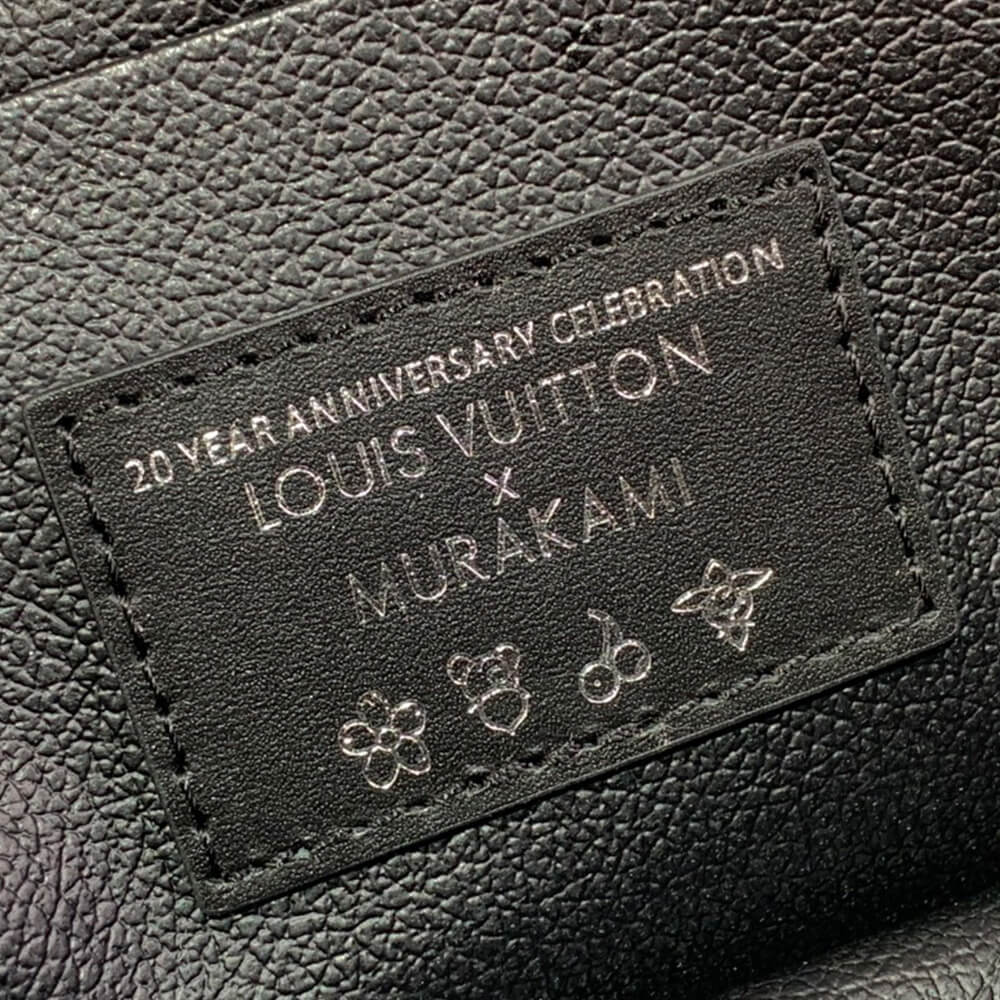 20 YEAR ANNIVERSARY CELEBRATION
LOUIS VUITTON
x
MURAKAMI